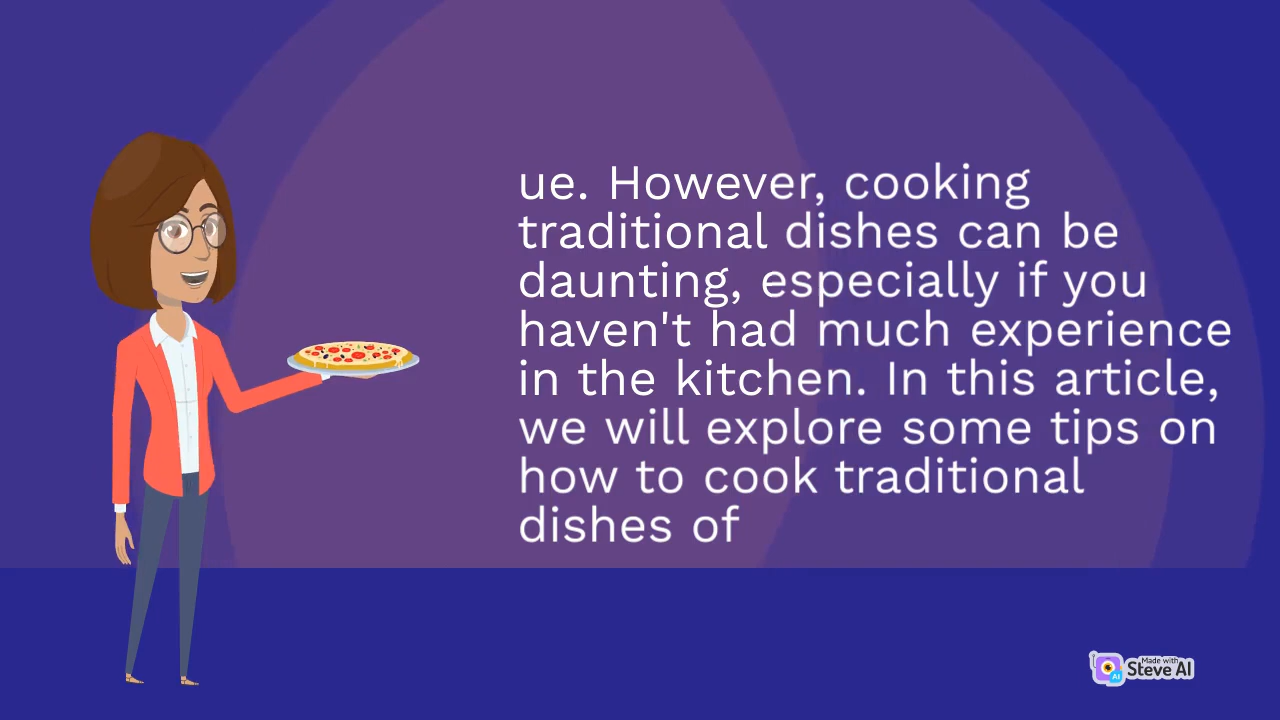 ue. However, cooking
traditional dishes can be
daunting, especially if you
haven't had much experience
in the kitchen. In this article,
we will explore some tips on
how to cook traditional
dishes of
Made with
Steve AI
AI